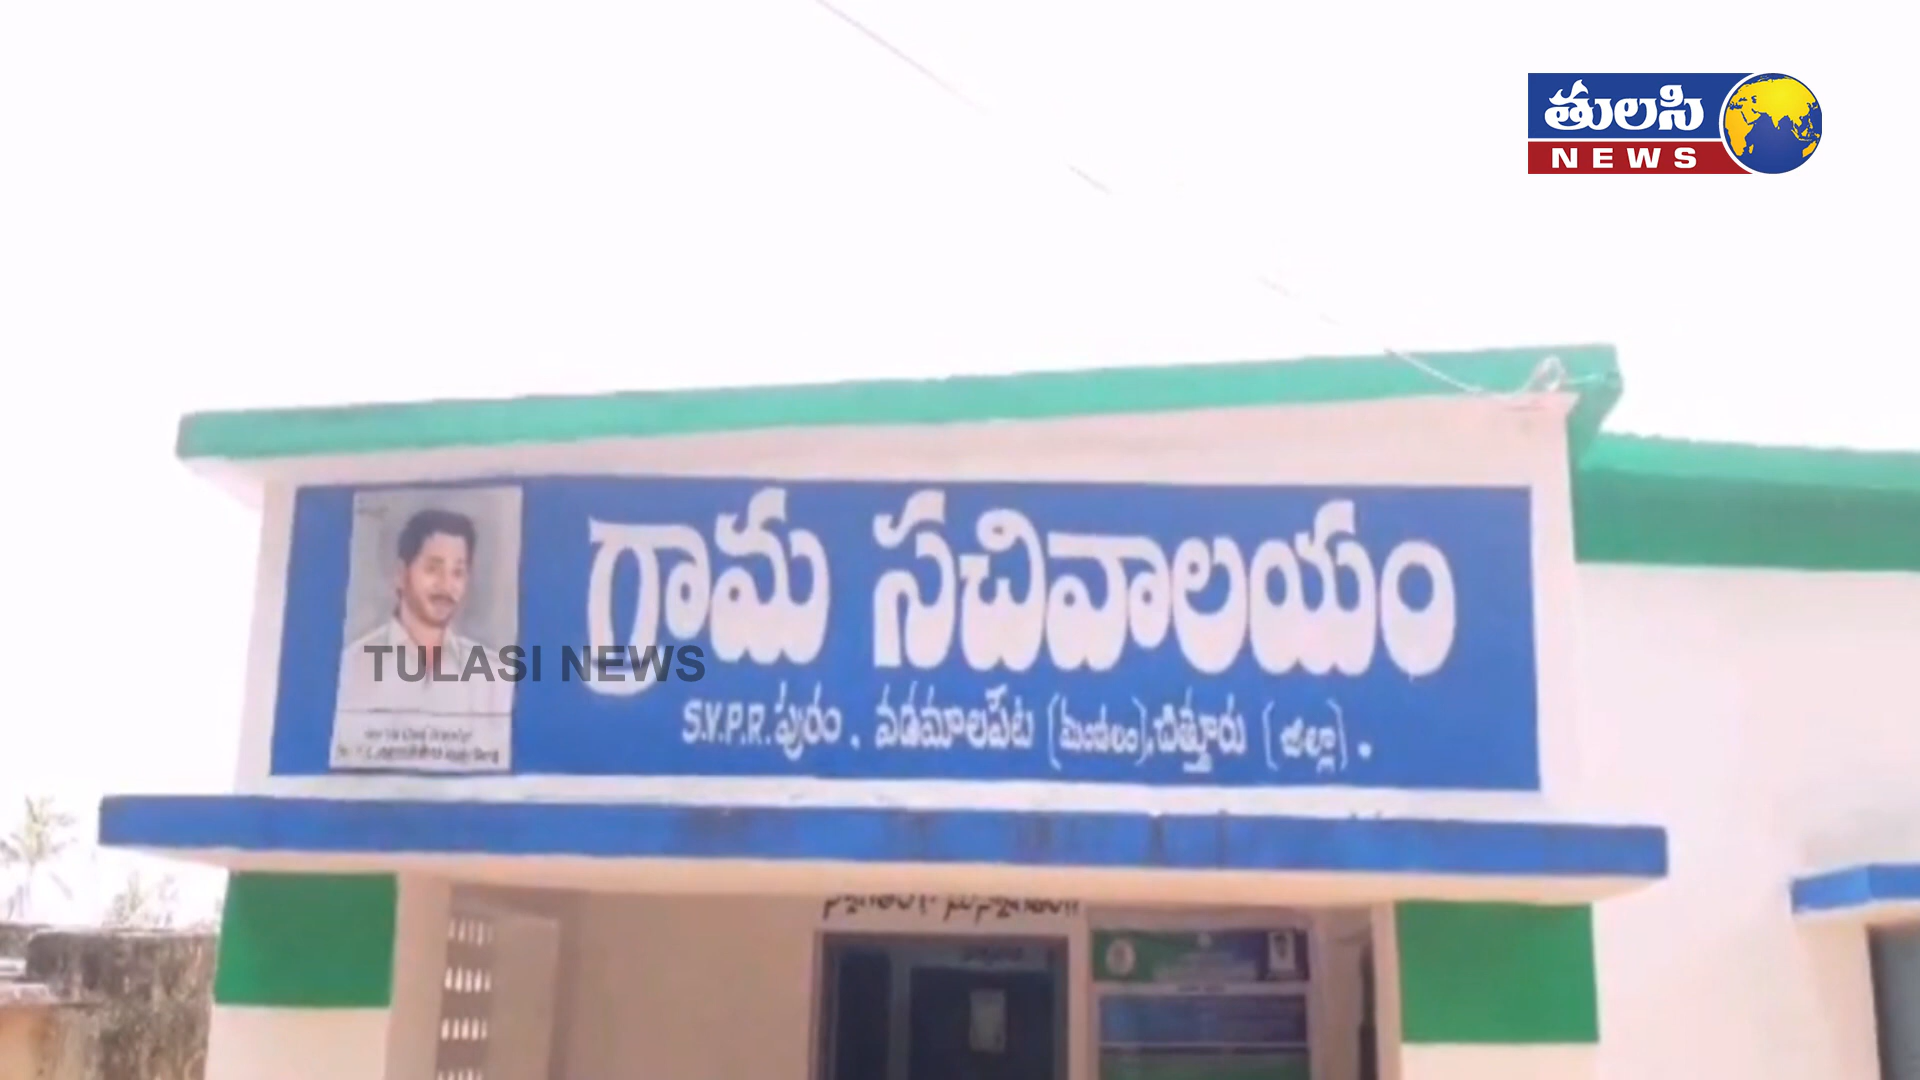 తులసి
NEWS
గ్రామ సచివాలయం
TULASI NEWS
S.V.P.R.పురం. వడమాలపేట (మండలం),చిత్తూరు (జిల్లా).